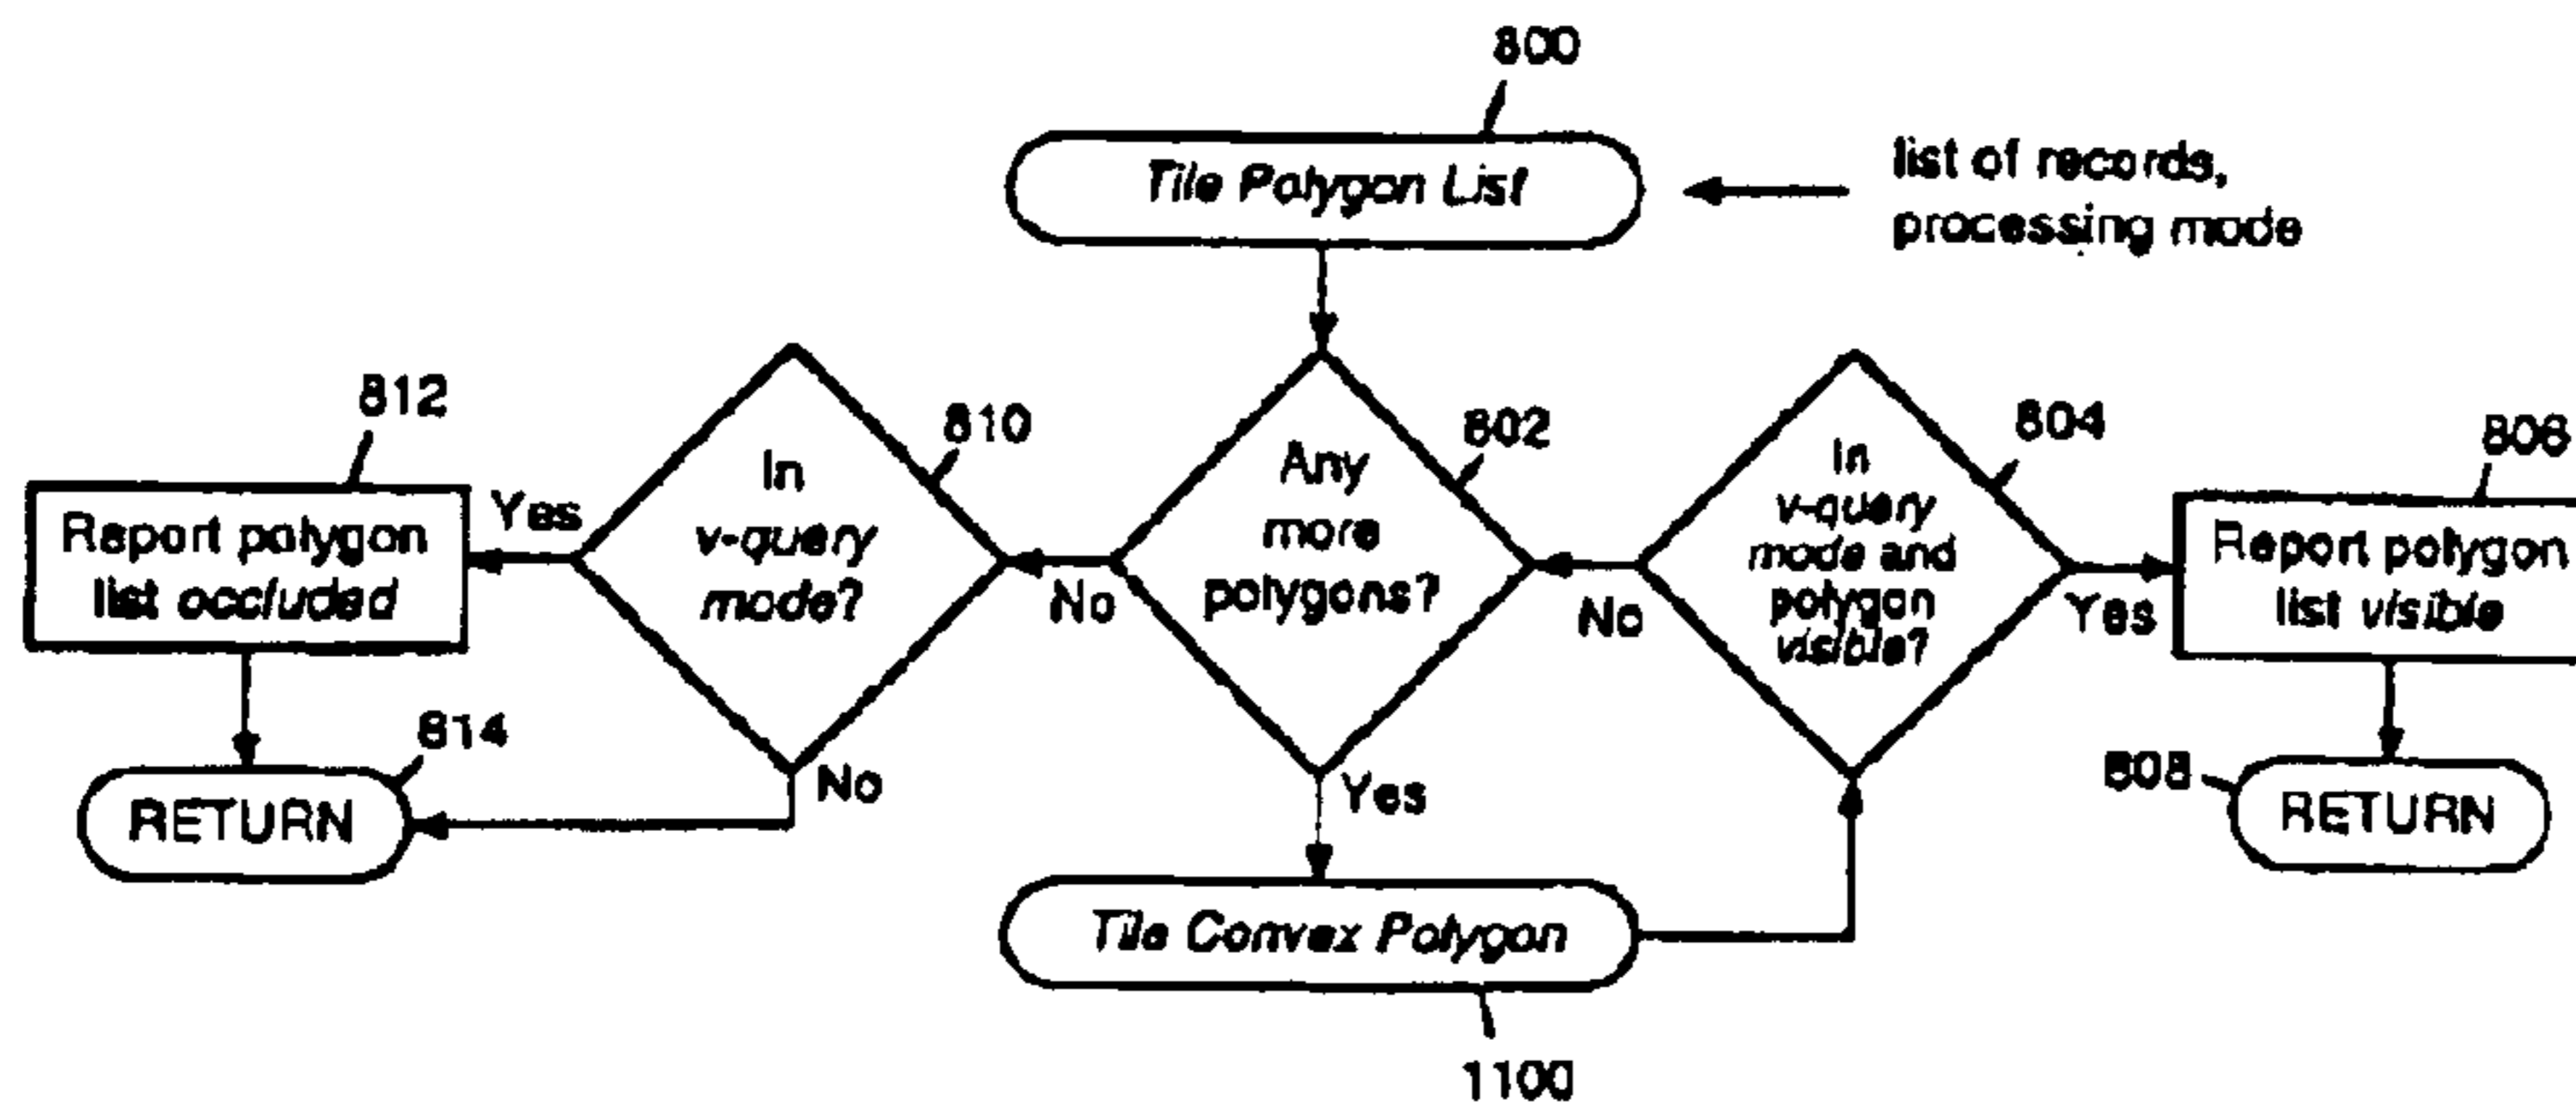 800
Tile Polygon List
list of records,
processing mode
812
810
802
804
806
Report polygon
list occluded
Yes
In
v-query
mode?
No
Any
more
polygons?
No
In
v-query
mode and
polygon
visible?
Yes
Report polygon
list visible
814
RETURN
No
Yes
808
RETURN
Tile Convex Polygon
1100